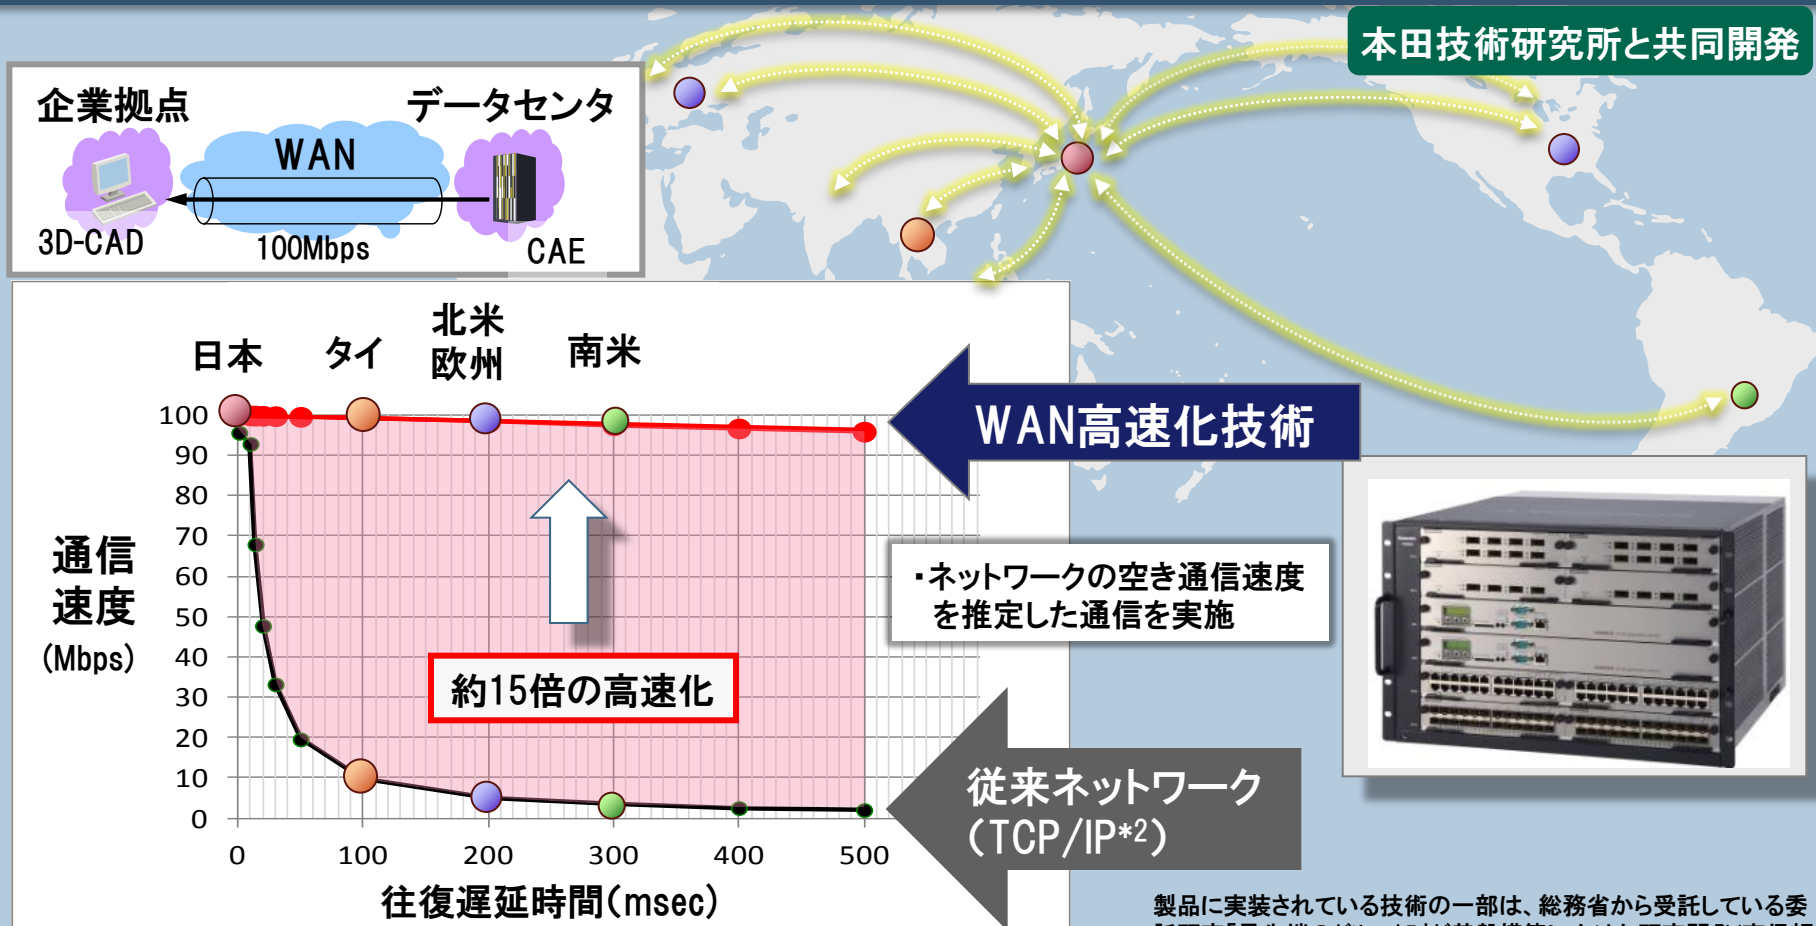 本田技術研究所と共同開発
企業拠点
データセンタ
WAN
3D-CAD
100Mbps
CAE
日本
タイ
北米
欧州
南米
100
90
80
70
60
50
40
30
20
10
0
通信
速度
(Mbps)
0
100
200
300
400
500
往復遅延時間(msec)
約15倍の高速化
WAN高速化技術
・ネットワークの空き通信速度
を推定した通信を実施
従来ネットワーク
(TCP/IP*2)
製品に実装されている技術の一部は、総務省から受託している委